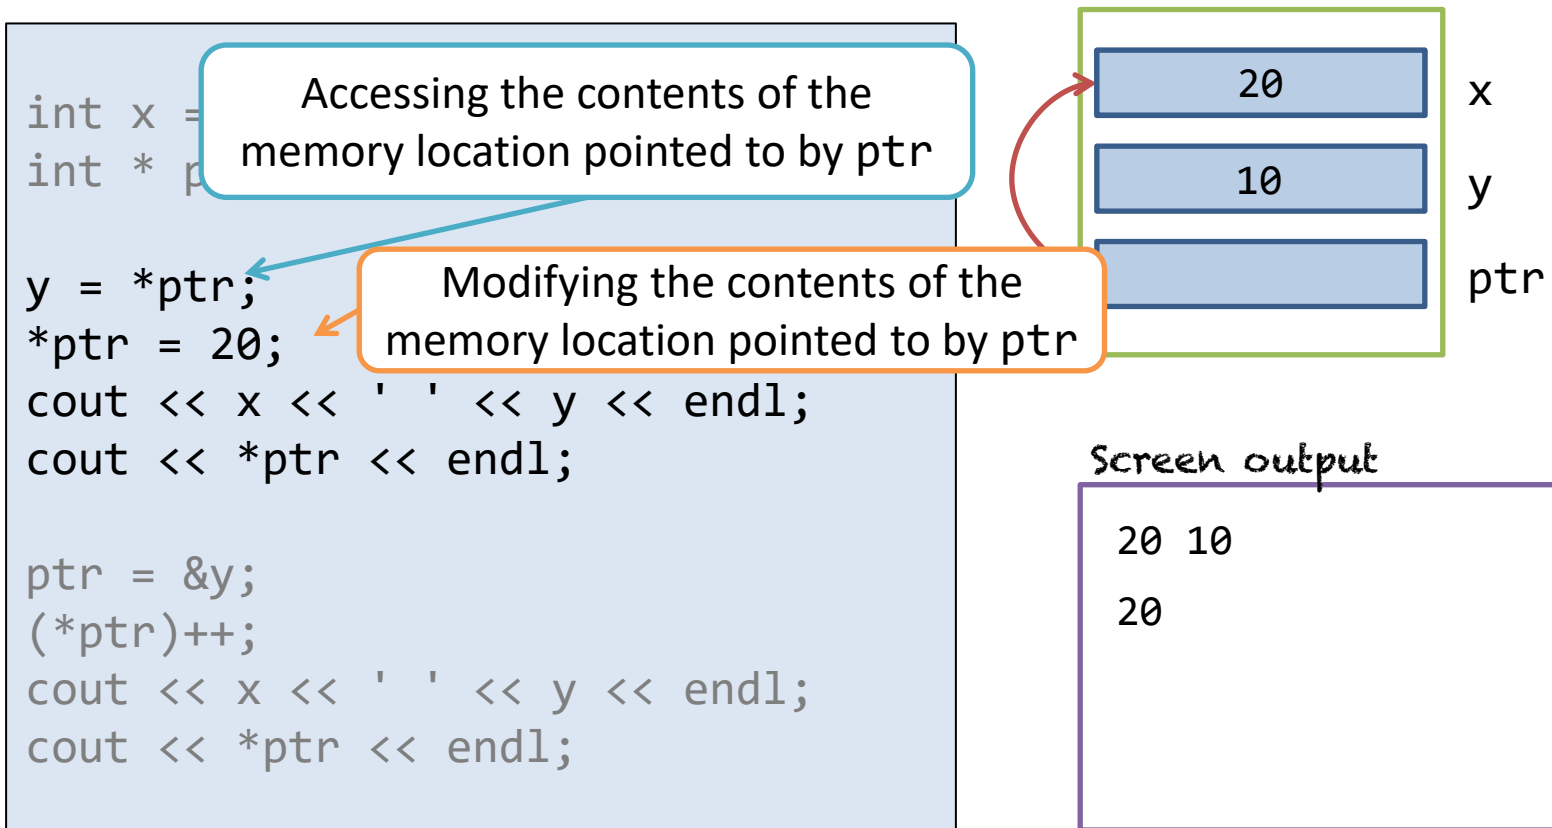 int x =
int * p
Accessing the contents of the
memory location pointed to by ptr
y = *ptr;
*ptr = 20;
Modifying the contents of the
memory location pointed to by ptr
cout << x << ' ' << y << endl;
cout << *ptr << endl;
ptr = &y;
(*ptr)++;
cout << x << ' ' << y << endl;
cout << *ptr << endl;
20 x
10 y
ptr
Screen output
20 10
20